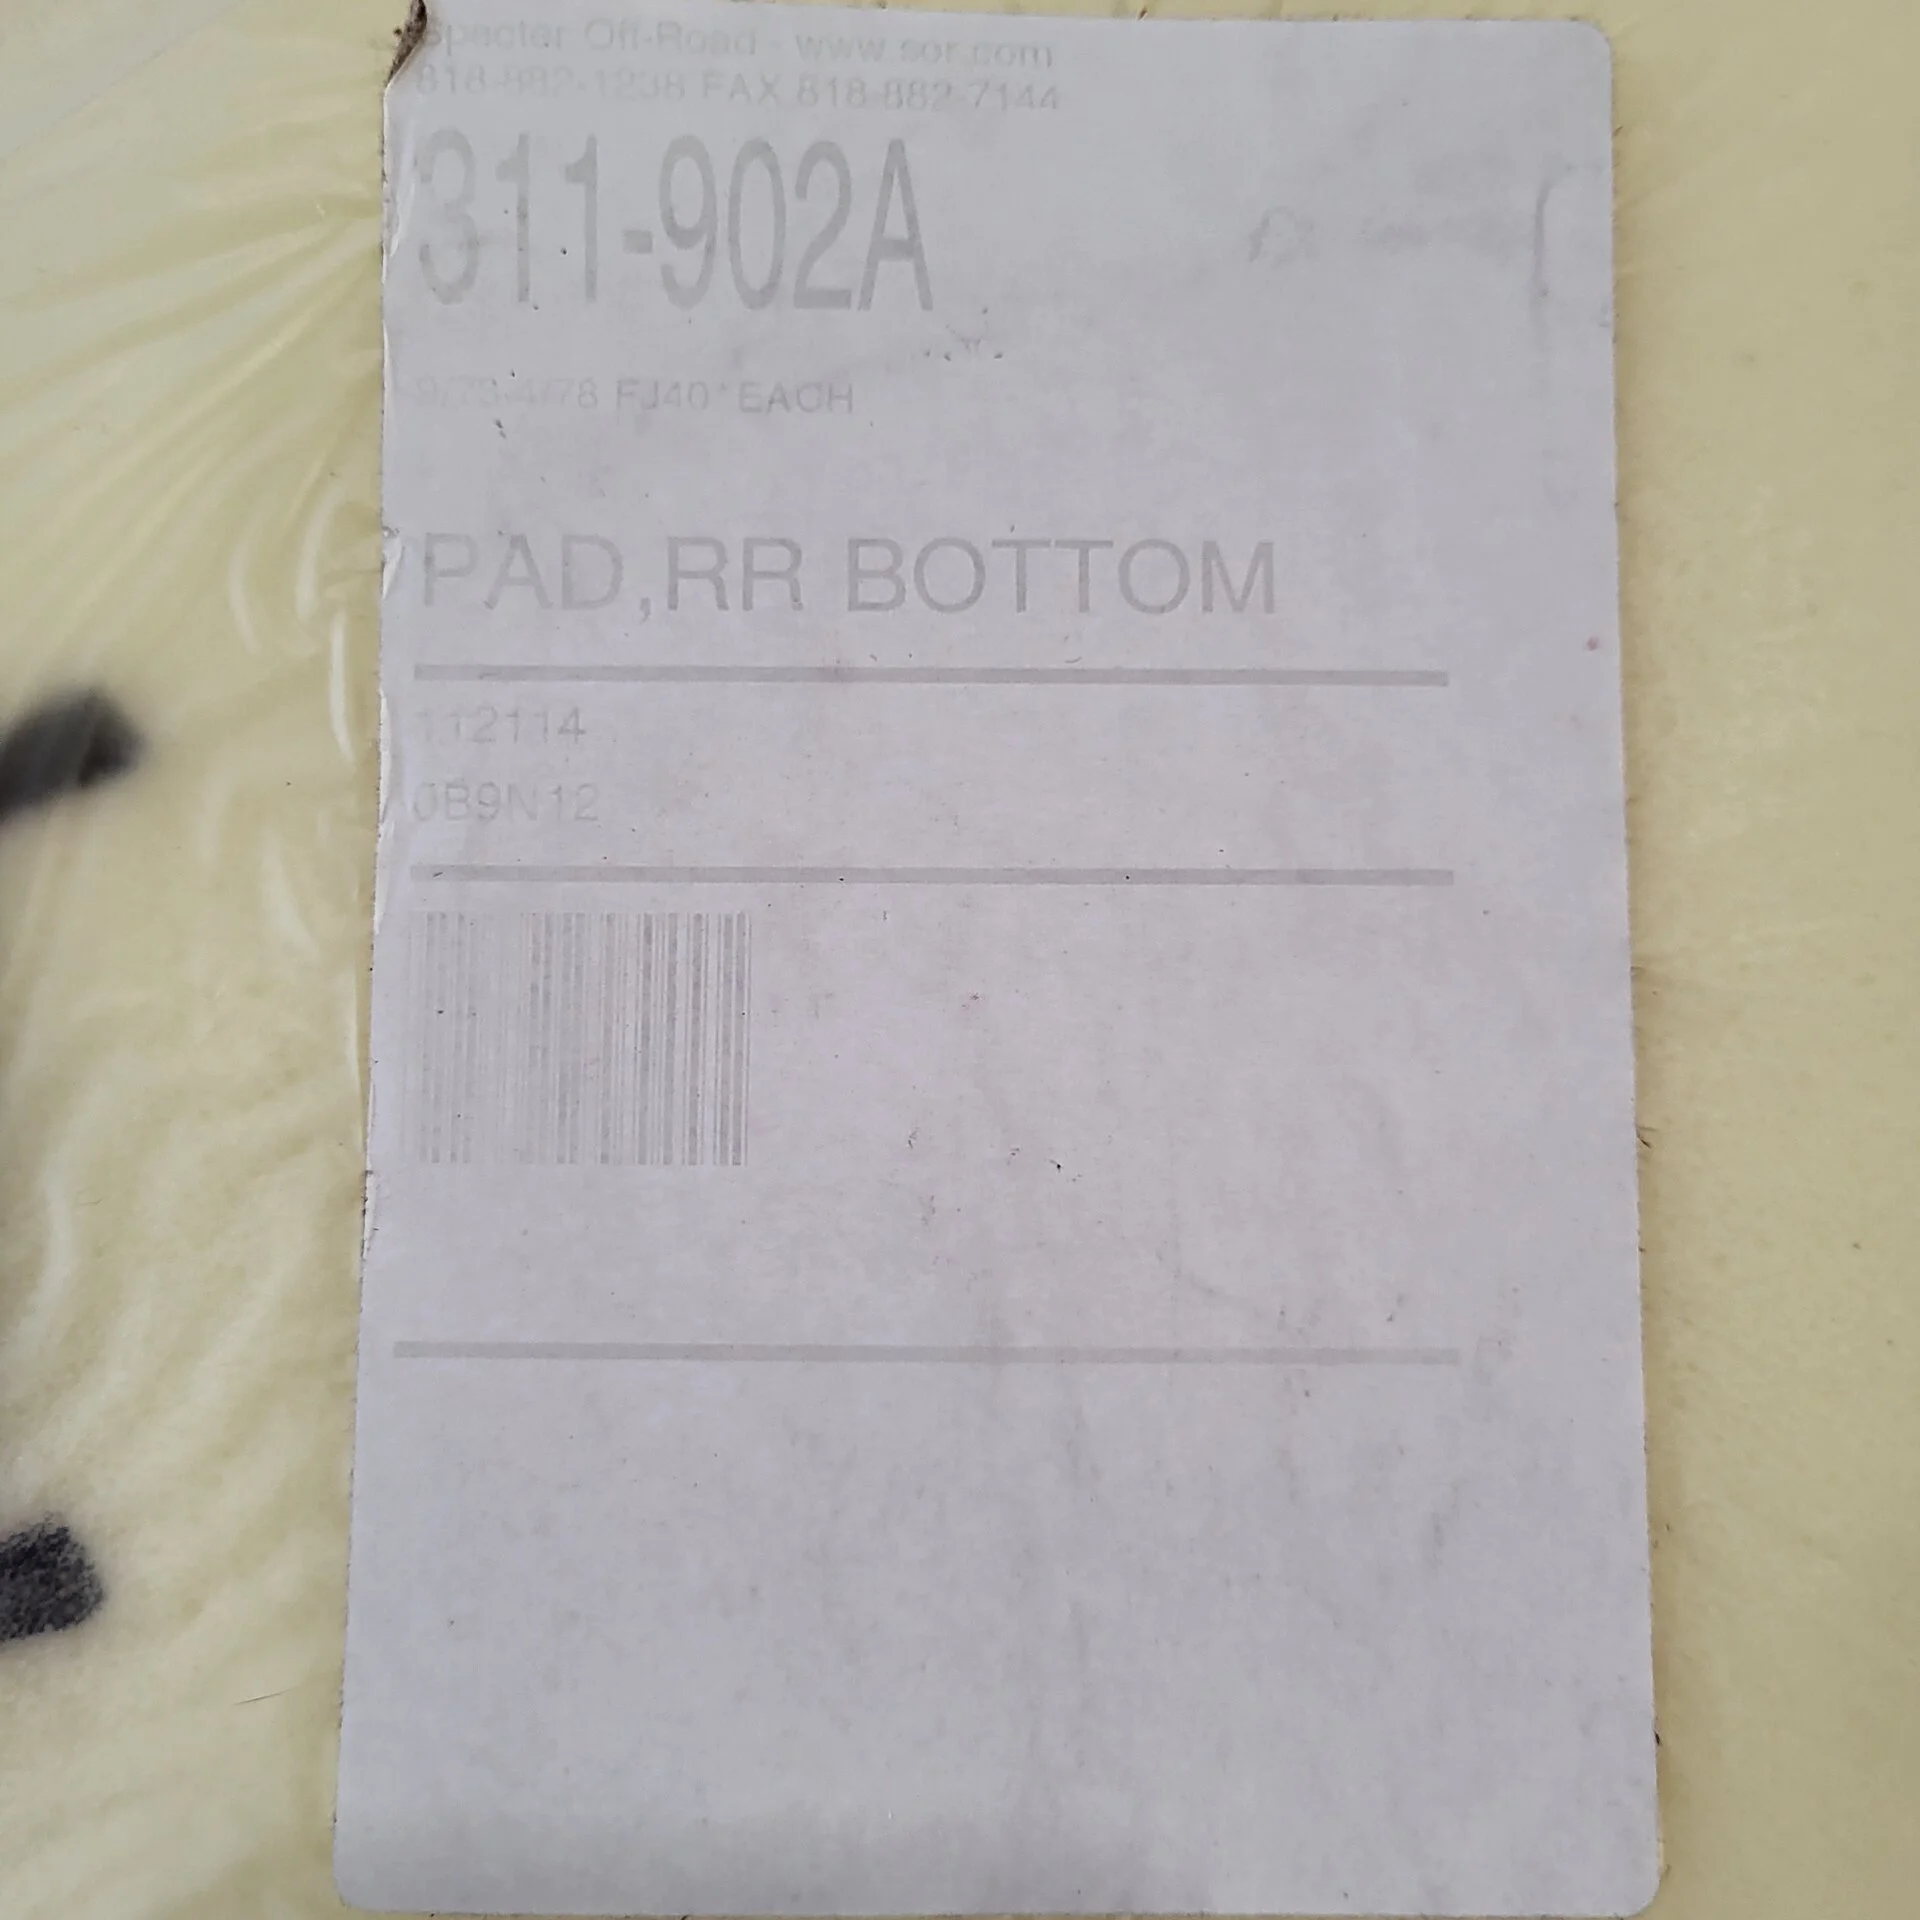 Specter Off-Road - www.sor.com
818-882-1238 FAX 818-882-7144
311-902A
9/73-4/78 FJ40* EACH
PAD,RR BOTTOM
112114
0B9N12